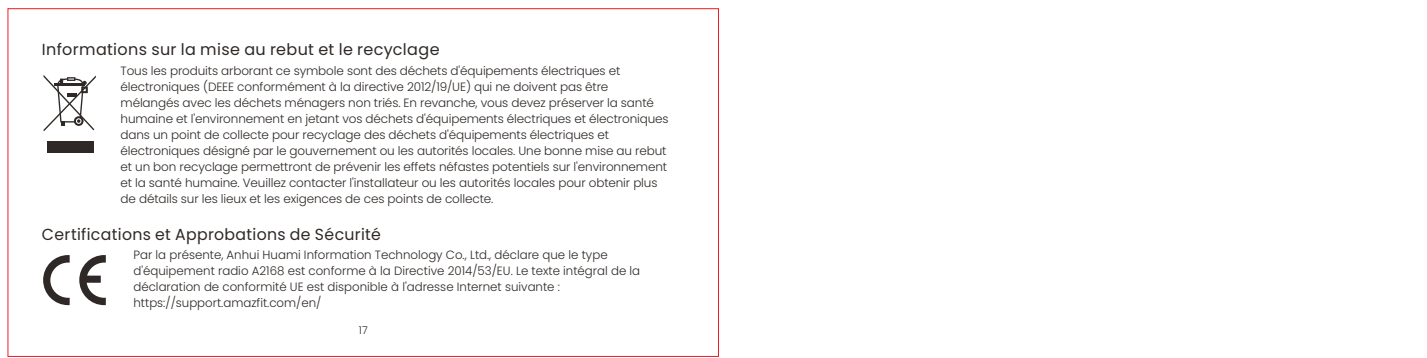 Informations sur la mise au rebut et le recyclage
Tous les produits arborant ce symbole sont des déchets d'équipements électriques et
électroniques (DEEE conformément à la directive 2012/19/UE) qui ne doivent pas être
mélangés avec les déchets ménagers non triés. En revanche, vous devez préserver la santé
humaine et l'environnement en jetant vos déchets d'équipements électriques et électroniques
dans un point de collecte pour recyclage des déchets d'équipements électriques et
électroniques désigné par le gouvernement ou les autorités locales. Une bonne mise au rebut
et un bon recyclage permettront de prévenir les effets néfastes potentiels sur l'environnement
et la santé humaine. Veuillez contacter l'installateur ou les autorités locales pour obtenir plus
de détails sur les lieux et les exigences de ces points de collecte.
Certifications et Approbations de Sécurité
CE
Par la présente, Anhui Huami Information Technology Co., Ltd., déclare que le type
d'équipement radio A2168 est conforme à la Directive 2014/53/EU. Le texte intégral de la
déclaration de conformité UE est disponible à l'adresse Internet suivante :
https://support.amazfit.com/en/
17